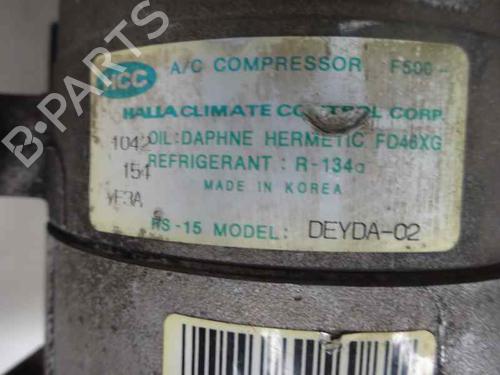 HCC A/C COMPRESSOR F500-
HALLA CLIMATE CONTROL CORP.
1042 OIL: DAPHNE HERMETIC FD46XG
154 REFRIGERANT : R-134a
MADE IN KOREA
HS-15 MODEL: DEYDA-02
B-PARTS